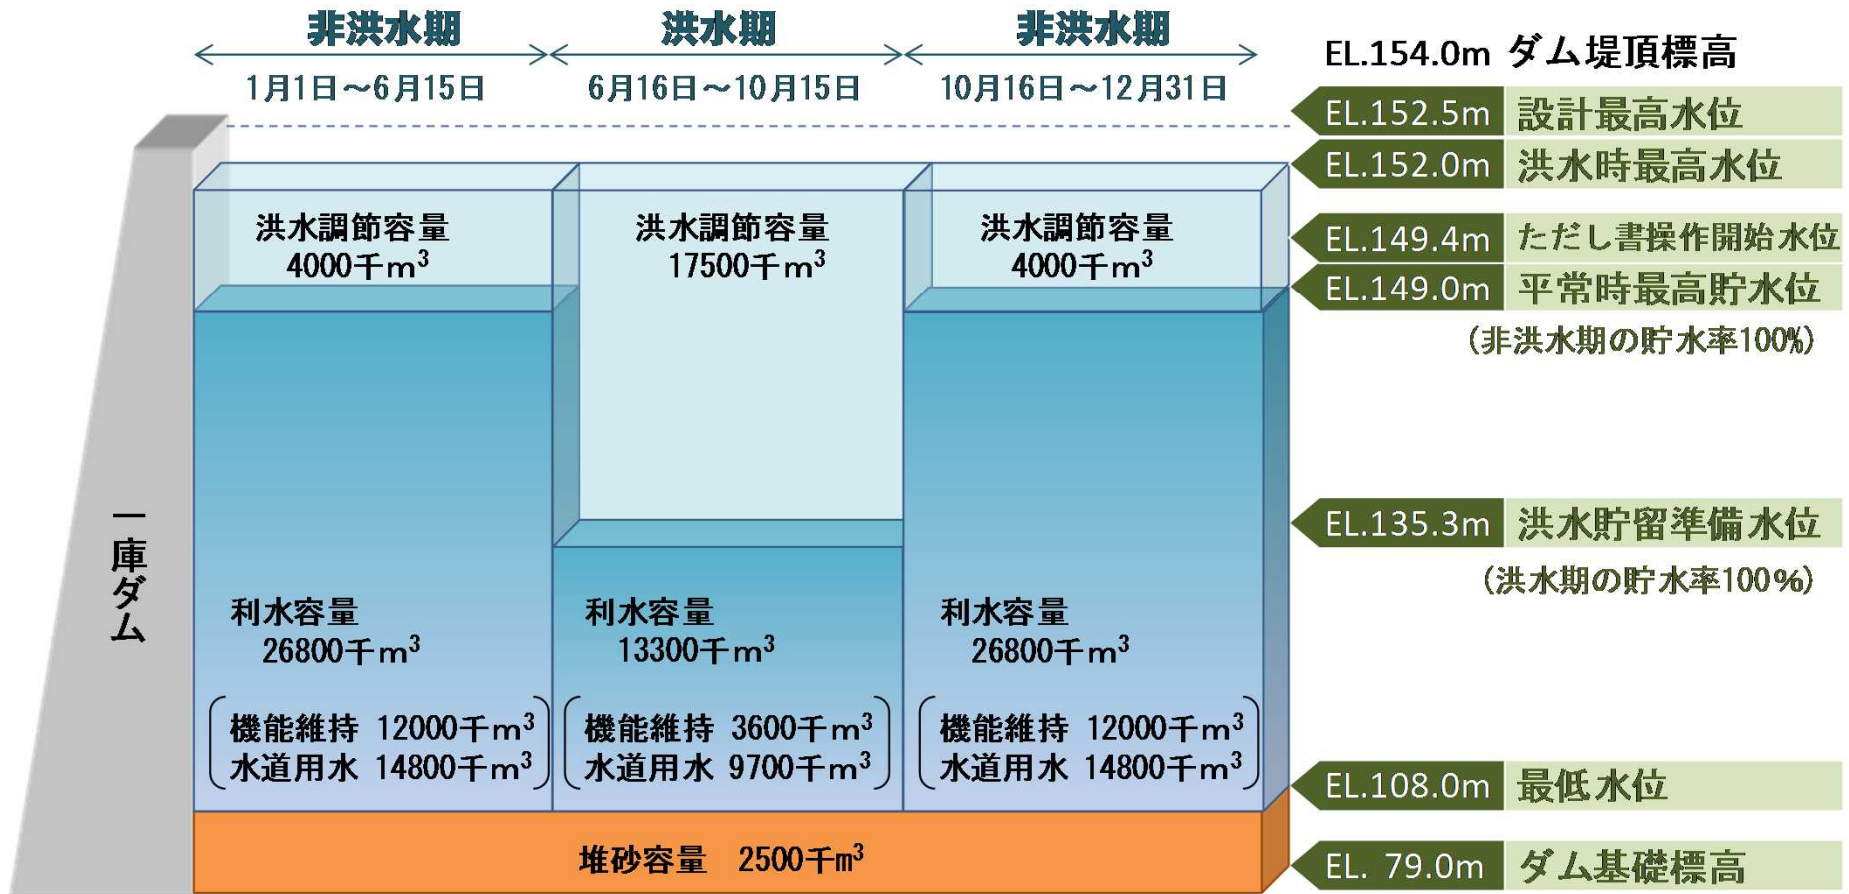 非洪水期
洪水期
非洪水期
1月1日～6月15日
6月16日～10月15日
10月16日～12月31日
EL.154.0m ダム堤頂標高
EL.152.5m 設計最高水位
EL.152.0m 洪水時最高水位
EL.149.4m ただし書操作開始水位
EL.149.0m 平常時最高貯水位
(非洪水期の貯水率100%)
EL.135.3m 洪水貯留準備水位
(洪水期の貯水率100%)
EL.108.0m 最低水位
EL. 79.0m ダム基礎標高
一庫ダム
洪水調節容量
4000千m³
洪水調節容量
17500千m³
洪水調節容量
4000千m³
利水容量
26800千m³
機能維持 12000千m³
水道用水 14800千m³
利水容量
13300千m³
機能維持 3600千m³
水道用水 9700千m³
利水容量
26800千m³
機能維持 12000千m³
水道用水 14800千m³
堆砂容量 2500千m³